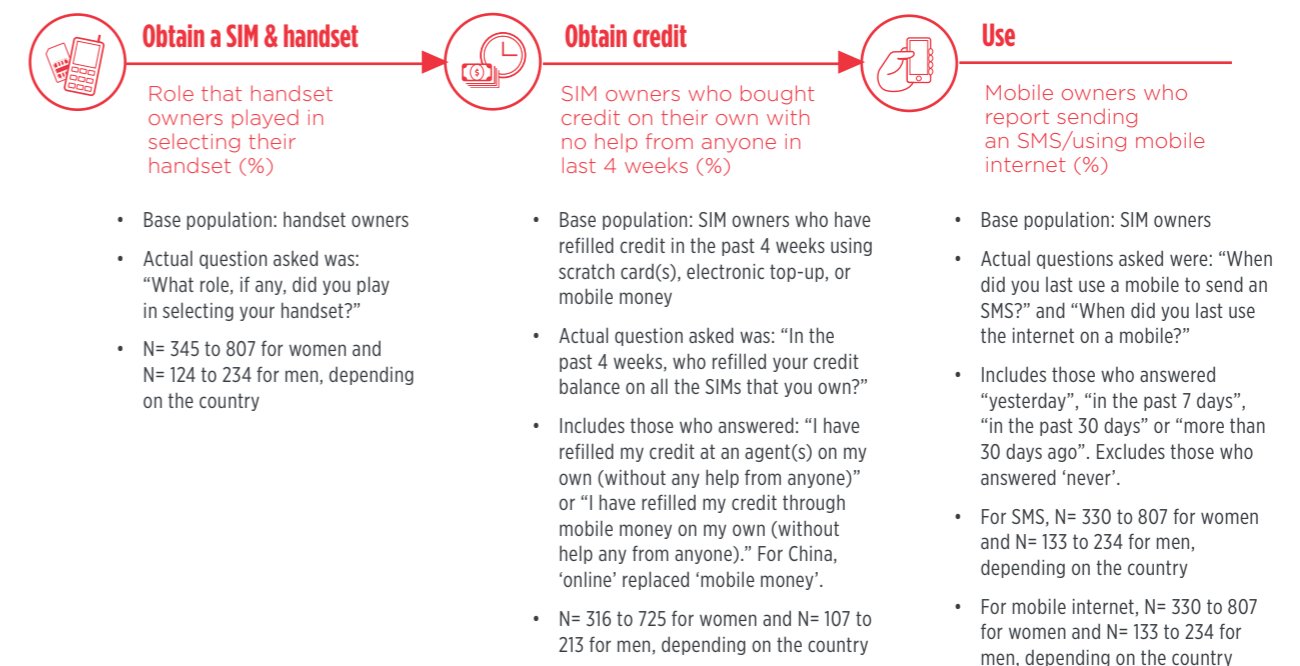 Obtain a SIM & handset
Role that handset
owners played in
selecting their
handset (%)
• Base population: handset owners
• Actual question asked was:
“What role, if any, did you play
in selecting your handset?”
• N= 345 to 807 for women and
N= 124 to 234 for men, depending
on the country
Obtain credit
SIM owners who bought
credit on their own with
no help from anyone in
last 4 weeks (%)
• Base population: SIM owners who have
refilled credit in the past 4 weeks using
scratch card(s), electronic top-up, or
mobile money
• Actual question asked was: “In the
past 4 weeks, who refilled your credit
balance on all the SIMs that you own?”
• Includes those who answered: “I have
refilled my credit at an agent(s) on my
own (without any help from anyone)”
or “I have refilled my credit through
mobile money on my own (without
help any from anyone).” For China,
‘online’ replaced ‘mobile money’.
• N= 316 to 725 for women and N= 107 to
213 for men, depending on the country
Use
Mobile owners who
report sending
an SMS/using mobile
internet (%)
• Base population: SIM owners
• Actual questions asked were: “When
did you last use a mobile to send an
SMS?” and “When did you last use
the internet on a mobile?”
• Includes those who answered
“yesterday”, “in the past 7 days”,
“in the past 30 days” or “more than
30 days ago”. Excludes those who
answered ‘never’.
• For SMS, N= 330 to 807 for women
and N= 133 to 234 for men,
depending on the country
• For mobile internet, N= 330 to 807
for women and N= 133 to 234 for
men, depending on the country